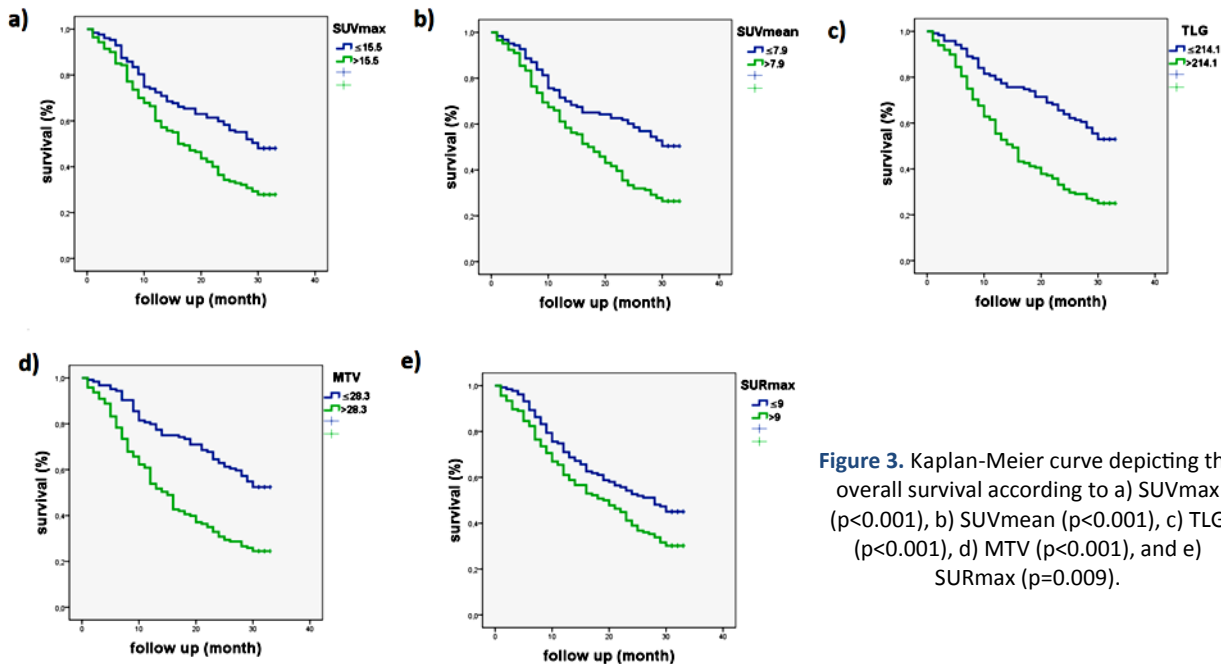 a)
SUVmax
≤15.5
>15.5
1,0
0,8
0,6
0,4
0,2
0,0
survival (%)
0 10 20 30 40
follow up (month)
b)
SUVmean
≤7.9
>7.9
1,0
0,8
0,6
0,4
0,2
0,0
survival (%)
0 10 20 30 40
follow up (month)
c)
TLG
≤214.1
>214.1
1,0
0,8
0,6
0,4
0,2
0,0
survival (%)
0 10 20 30 40
follow up (month)
d)
MTV
≤28.3
>28.3
1,0
0,8
0,6
0,4
0,2
0,0
survival (%)
0 10 20 30 40
follow up (month)
e)
SURmax
≤9
>9
1,0
0,8
0,6
0,4
0,2
0,0
survival (%)
0 10 20 30 40
follow up (month)
Figure 3. Kaplan-Meier curve depicting th
overall survival according to a) SUVmax
(p<0.001), b) SUVmean (p<0.001), c) TLG
(p<0.001), d) MTV (p<0.001), and e)
SURmax (p=0.009).